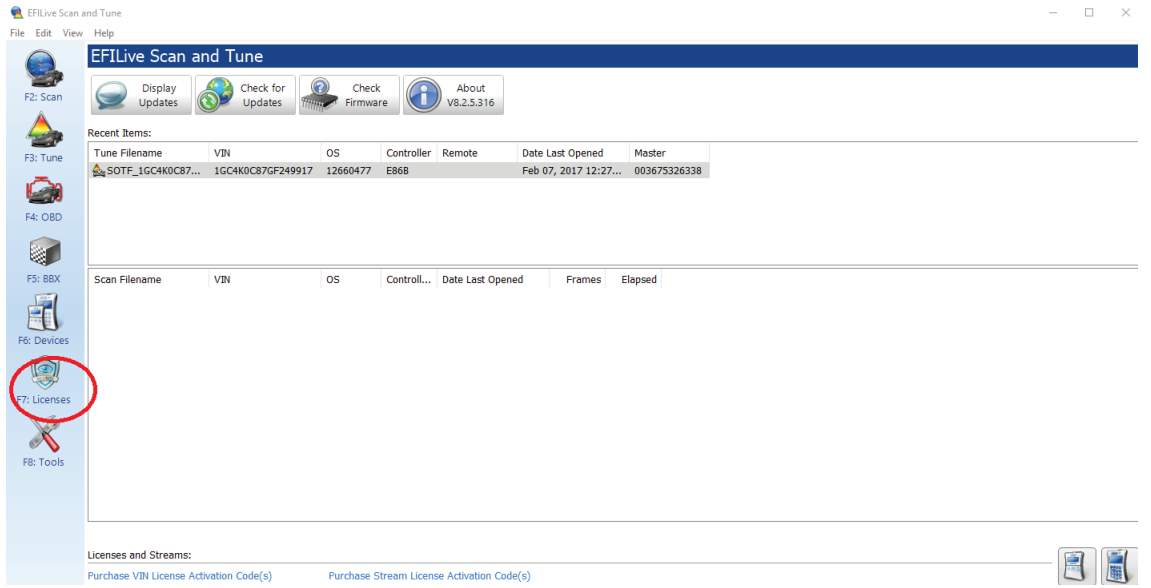 EFILive Scan and Tune
File Edit View Help
EFILive Scan and Tune
F2: Scan
F3: Tune
F4: OBD
F5: BBX
F6: Devices
F7: Licenses
F8: Tools
Display Updates
Check for Updates
Check Firmware
About V8.2.5.316
Recent Items:
Tune Filename VIN OS Controller Remote Date Last Opened Master
SOTF_1GC4K0C87... 1GC4K0C87GF249917 12660477 E86B Feb 07, 2017 12:27... 003675326338
Scan Filename VIN OS Controll... Date Last Opened Frames Elapsed
Licenses and Streams:
Purchase VIN License Activation Code(s) Purchase Stream License Activation Code(s)